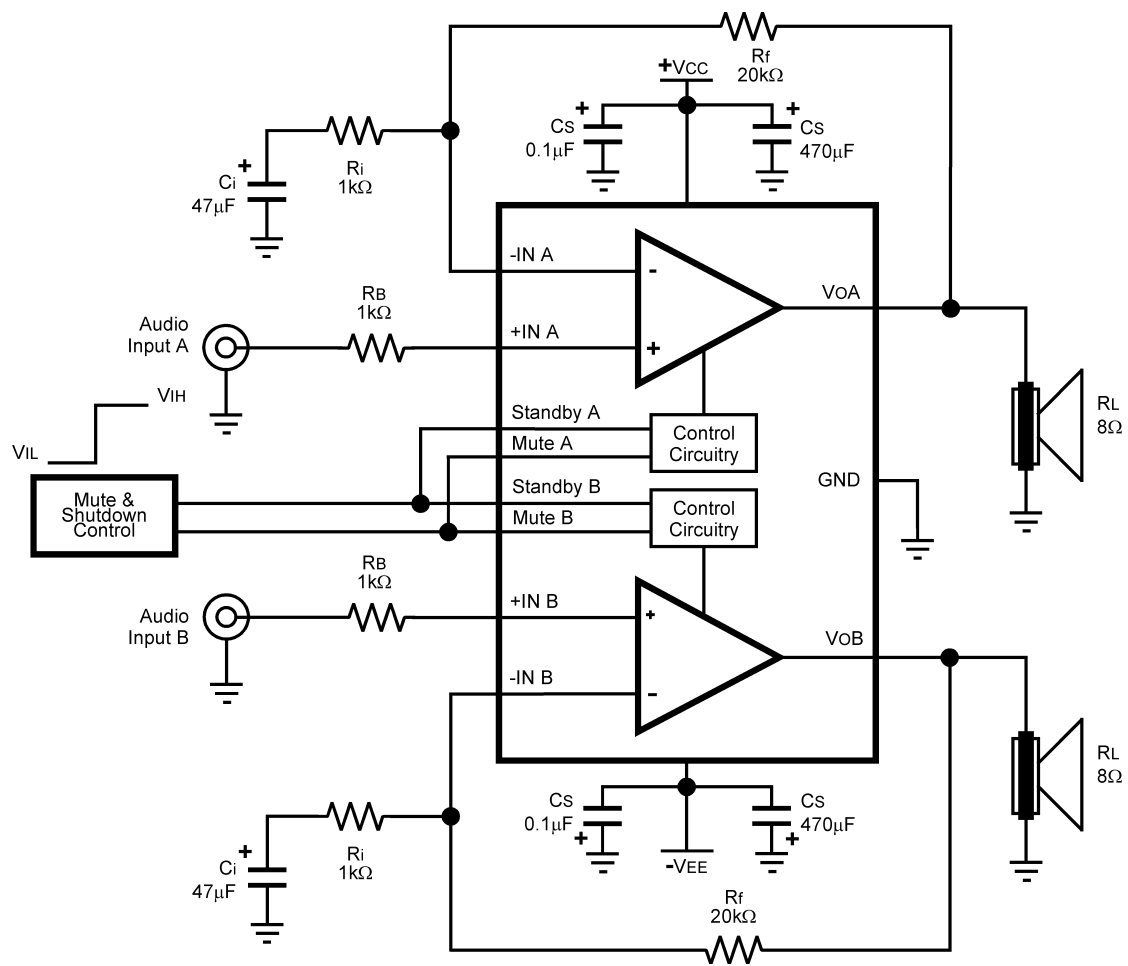 Rf
20kΩ
+VCC
CS
0.1µF
CS
470µF
Ri
1kΩ
Ci
47µF
-IN A
-
VOA
RB
1kΩ
Audio
Input A
+IN A
+
VIH
VIL
Standby A
Mute A
Control
Circuitry
RL
8Ω
GND
Mute &
Shutdown
Control
Standby B
Mute B
Control
Circuitry
RB
1kΩ
Audio
Input B
+IN B
+
VOB
-IN B
-
RL
8Ω
CS
0.1µF
CS
470µF
-VEE
Ri
1kΩ
Ci
47µF
Rf
20kΩ